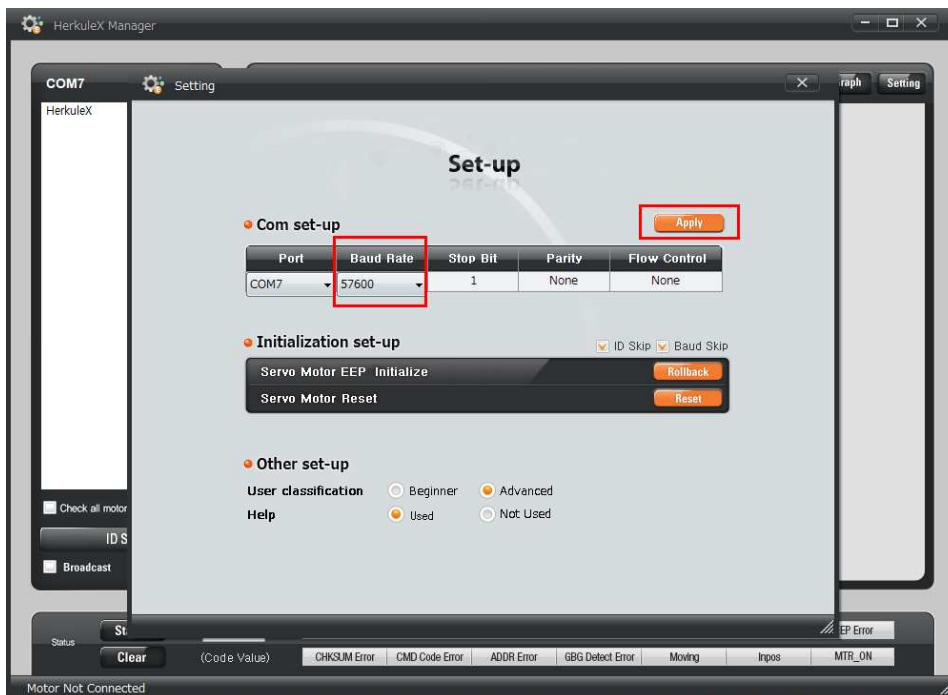 HerkuleX Manager
COM7
Setting
raph
Setting
HerkuleX
Set-up
Com set-up
Apply
Port Baud Rate Stop Bit Parity Flow Control
COM7 57600 1 None None
Initialization set-up
ID Skip Baud Skip
Servo Motor EEP Initialize Rollback
Servo Motor Reset Reset
Other set-up
User classification Beginner Advanced
Help Used Not Used
Check all motor
ID S
Broadcast
Status
St
EP Error
Clear (Code Value) CHKSUM Error CMD Code Error ADDR Error GBG Detect Error Moving Inpos MTR_ON
Motor Not Connected